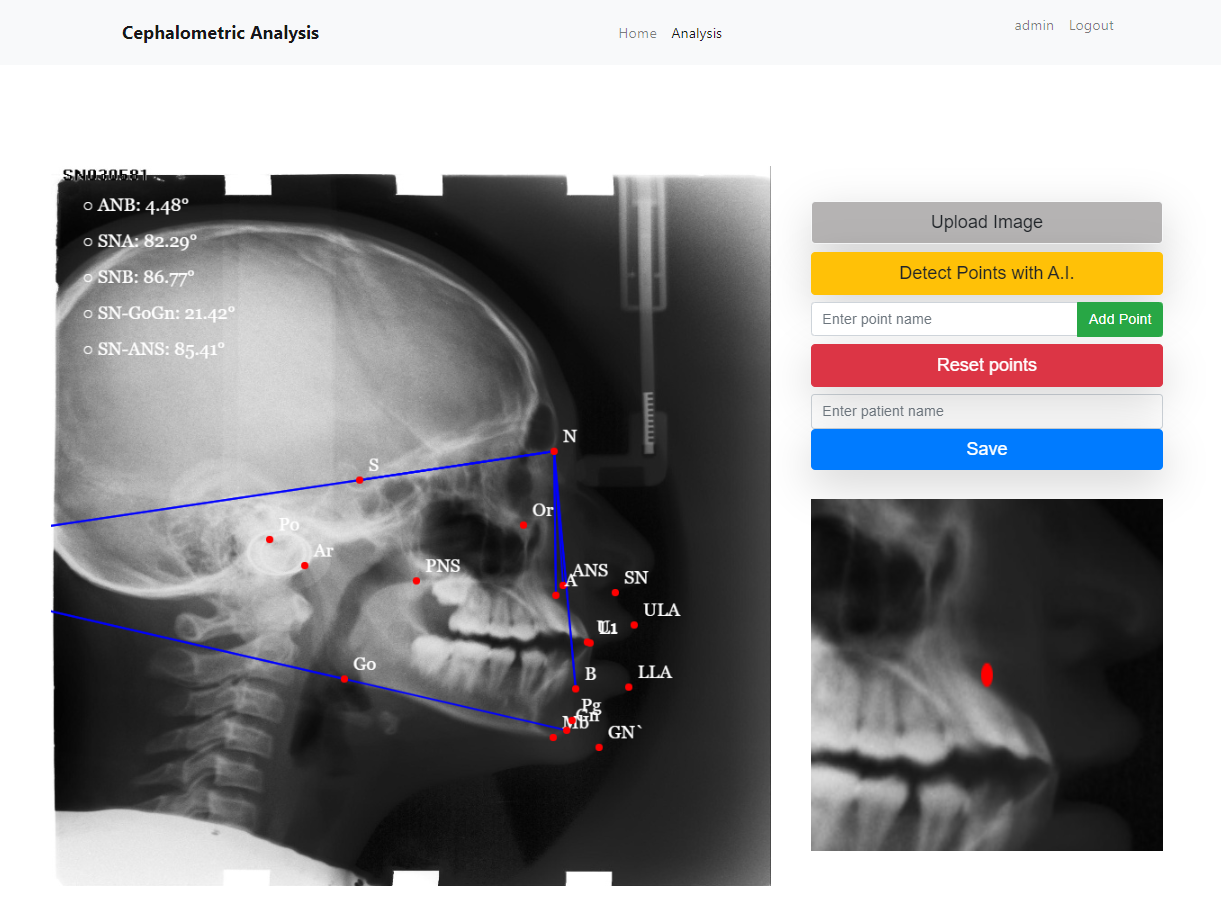 Cephalometric Analysis
Home Analysis
admin Logout
SN030581
ANB: 4.48°
SNA: 82.29°
SNB: 86.77°
SN-GoGn: 21.42°
SN-ANS: 85.41°
N
S
Or
Po
Ar
PNS
ANS
A
SN
ULA
L1
Go
B
LLA
Pg
Gn
Mb
GN`
Upload Image
Detect Points with A.I.
Enter point name Add Point
Reset points
Enter patient name
Save